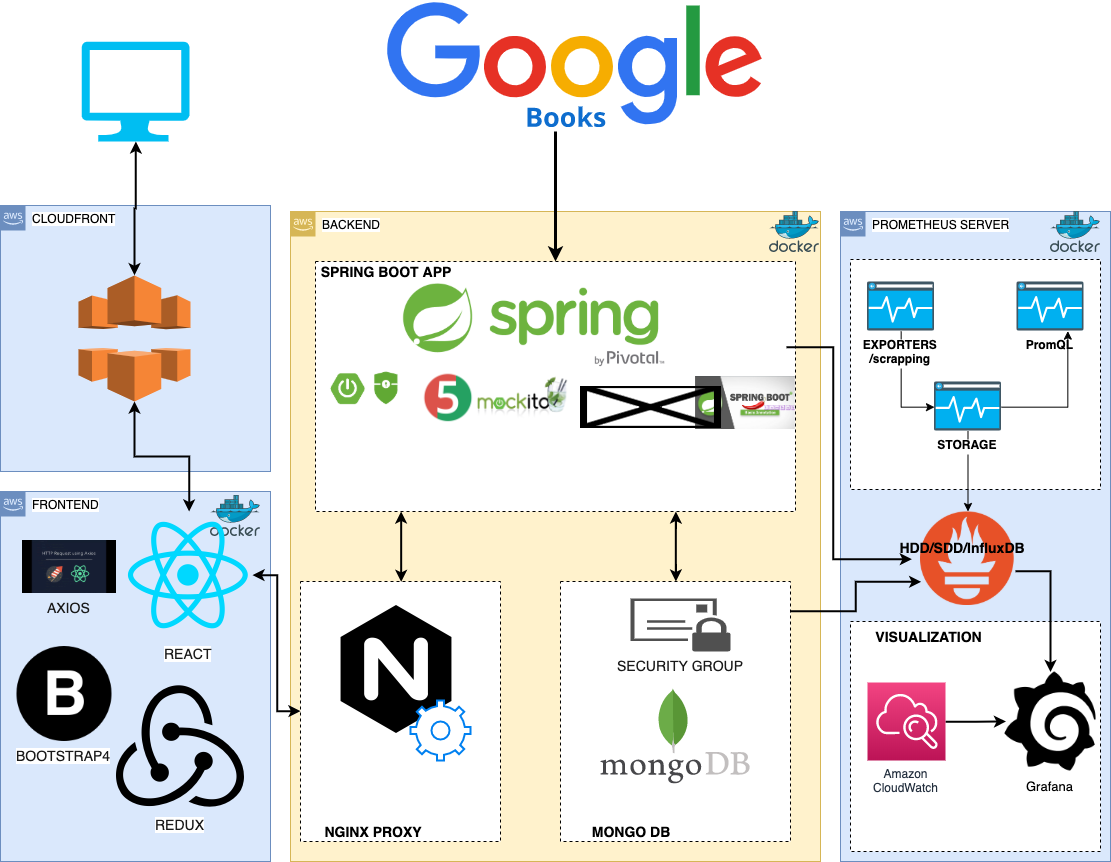 Google
Books
aws
CLOUDFRONT
aws
FRONTEND
docker
HTTP Request using Axios
AXIOS
REACT
B
BOOTSTRAP4
REDUX
aws
BACKEND
docker
SPRING BOOT APP
spring
by Pivotal
5
mockito
SPRING BOOT
N
NGINX PROXY
SECURITY GROUP
mongoDB
MONGO DB
aws
PROMETHEUS SERVER
docker
EXPORTERS
/scrapping
PromQL
STORAGE
HDD/SDD/InfluxDB
VISUALIZATION
Amazon
CloudWatch
Grafana